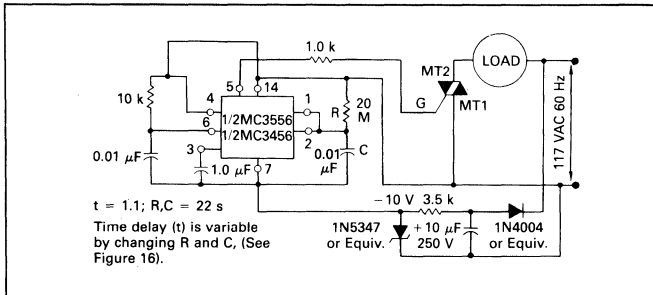 1.0 k
LOAD
MT2
MT1
G
117 VAC 60 Hz
10 k
5
14
4
1
6
2
3
7
1/2MC3556
1/2MC3456
R
20
M
0.01 μF
1.0 μF
0.01
μF
C
t = 1.1; R,C = 22 s
Time delay (t) is variable
by changing R and C, (See
Figure 16).
−10 V
3.5 k
1N5347
or Equiv.
+10 μF
250 V
1N4004
or Equiv.